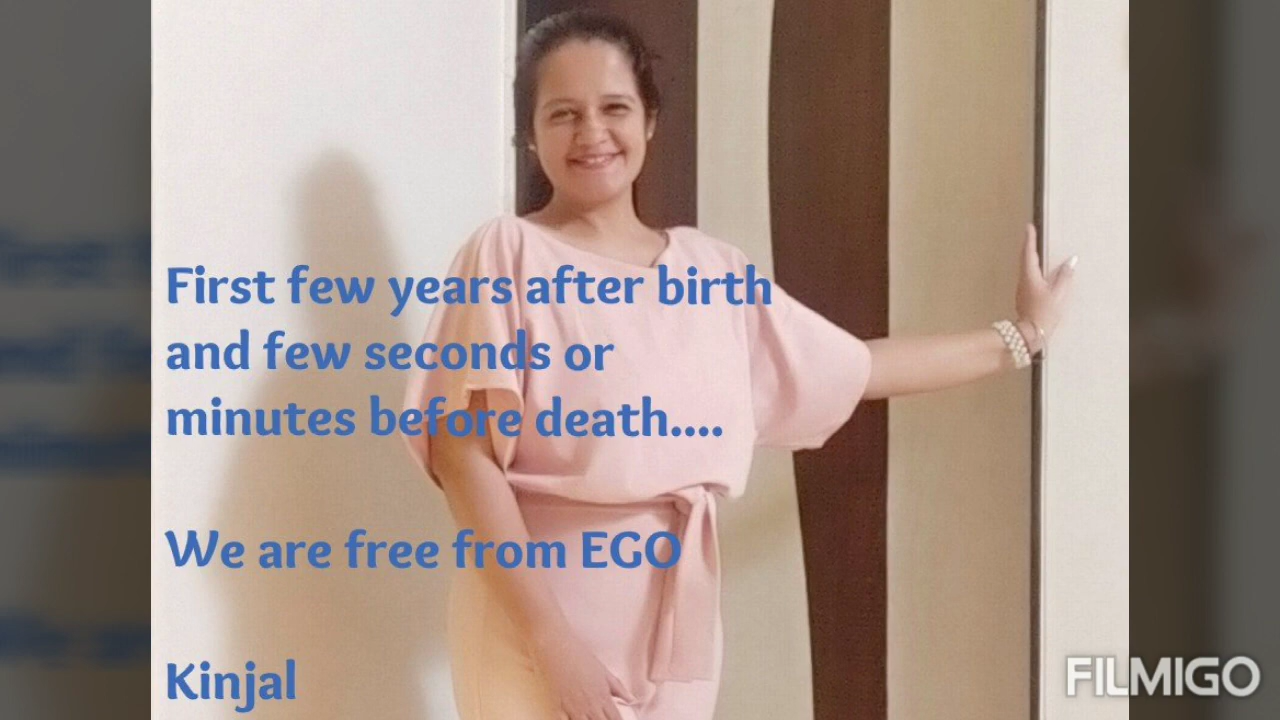 First few years after birth
and few seconds or
minutes before death....
We are free from EGO
Kinjal
FILMIGO